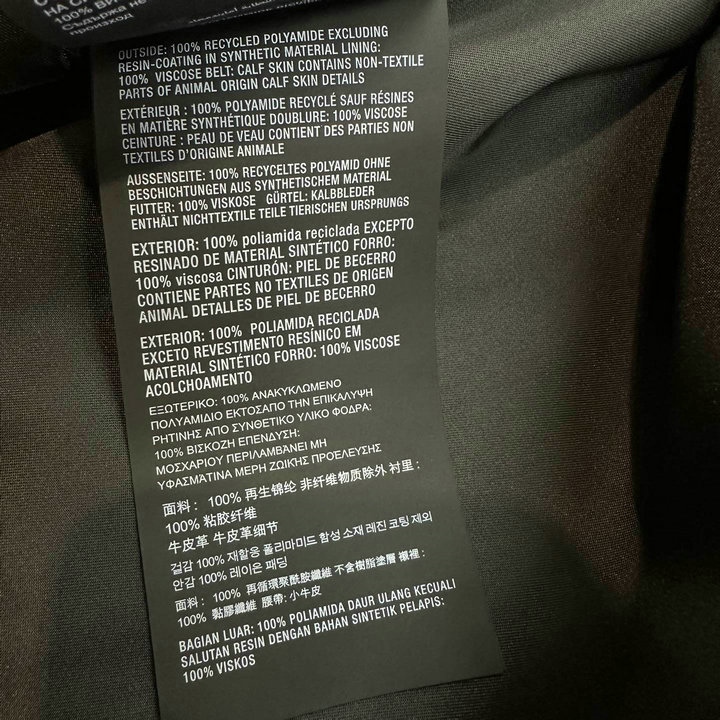 НА
100% ВИ
Съдържа не
произход
OUTSIDE: 100% RECYCLED POLYAMIDE EXCLUDING
RESIN-COATING IN SYNTHETIC MATERIAL LINING:
100% VISCOSE BELT: CALF SKIN CONTAINS NON-TEXTILE
PARTS OF ANIMAL ORIGIN CALF SKIN DETAILS
EXTÉRIEUR : 100% POLYAMIDE RECYCLÉ SAUF RÉSINES
EN MATIÈRE SYNTHÉTIQUE DOUBLURE: 100% VISCOSE
CEINTURE : PEAU DE VEAU CONTIENT DES PARTIES NON
TEXTILES D'ORIGINE ANIMALE
AUSSENSEITE: 100% RECYCELTES POLYAMID OHNE
BESCHICHTUNGEN AUS SYNTHETISCHEM MATERIAL
FUTTER: 100% VISKOSE GÜRTEL: KALBBLEDER
ENTHÄLT NICHTTEXTILE TEILE TIERISCHEN URSPRUNGS
EXTERIOR: 100% poliamida reciclada EXCEPTO
RESINADO DE MATERIAL SINTÉTICO FORRO:
100% viscosa CINTURÓN: PIEL DE BECERRO
CONTIENE PARTES NO TEXTILES DE ORIGEN
ANIMAL DETALLES DE PIEL DE BECERRO
EXTERIOR: 100% POLIAMIDA RECICLADA
EXCETO REVESTIMENTO RESÍNICO EM
MATERIAL SINTÉTICO FORRO: 100% VISCOSE
ACOLCHOAMENTO
ΕΞΩΤΕΡΙΚΟ: 100% ΑΝΑΚΥΚΛΩΜΕΝΟ
ΠΟΛΥΑΜΙΔΙΟ ΕΚΤΟΣΑΠΟ ΤΗΝ ΕΠΙΚΑΛΥΨΗ
ΡΗΤΙΝΗΣ ΑΠΟ ΣΥΝΘΕΤΙΚΟ ΥΛΙΚΟ ΦΟΔΡΑ:
100% ΒΙΣΚΟΖΗ ΕΠΕΝΔΥΣΗ:
ΜΟΣΧΑΡΙΟΥ ΠΕΡΙΛΑΜΒΑΝΕΙ ΜΗ
ΥΦΑΣΜΑΤΙΝΑ ΜΕΡΗ ΖΩΙΚΗΣ ΠΡΟΕΛΕΥΣΗΣ
面料： 100% 再生锦纶 非纤维物质除外 衬里：
100% 粘胶纤维
牛皮革 牛皮革细节
겉감 100% 재활용 폴리마미드 합성 소재 레진 코팅 제외
안감 100% 레이온 패딩
面料： 100% 再循環聚酰胺纖維 不含樹脂塗層 襯裡：
100% 黏膠纖維 腰帶: 小牛皮
BAGIAN LUAR: 100% POLIAMIDA DAUR ULANG KECUALI
SALUTAN RESIN DENGAN BAHAN SINTETIK PELAPIS:
100% VISKOS